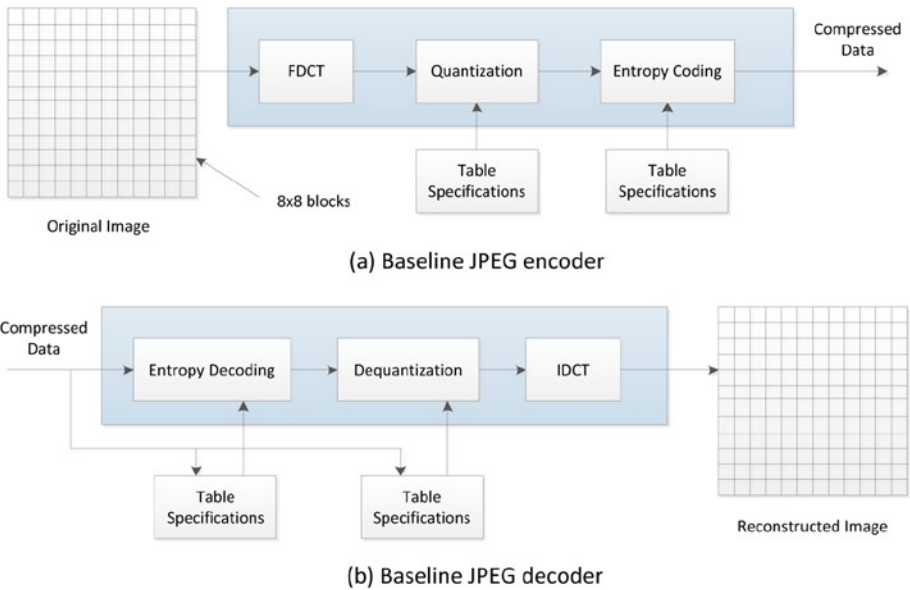 FDCT
Quantization
Entropy Coding
Compressed
Data
Table
Specifications
Table
Specifications
8x8 blocks
Original Image
(a) Baseline JPEG encoder
Compressed
Data
Entropy Decoding
Dequantization
IDCT
Table
Specifications
Table
Specifications
Reconstructed Image
(b) Baseline JPEG decoder